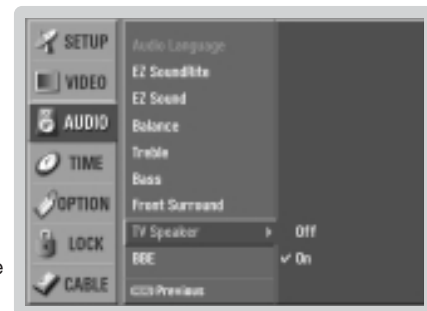 SETUP
VIDEO
AUDIO
TIME
OPTION
LOCK
CABLE
Audio Language
EZ Soundrite
EZ Sound
Balance
Treble
Bass
Front Surround
TV Speaker
BBE
Previous
Off
On
e